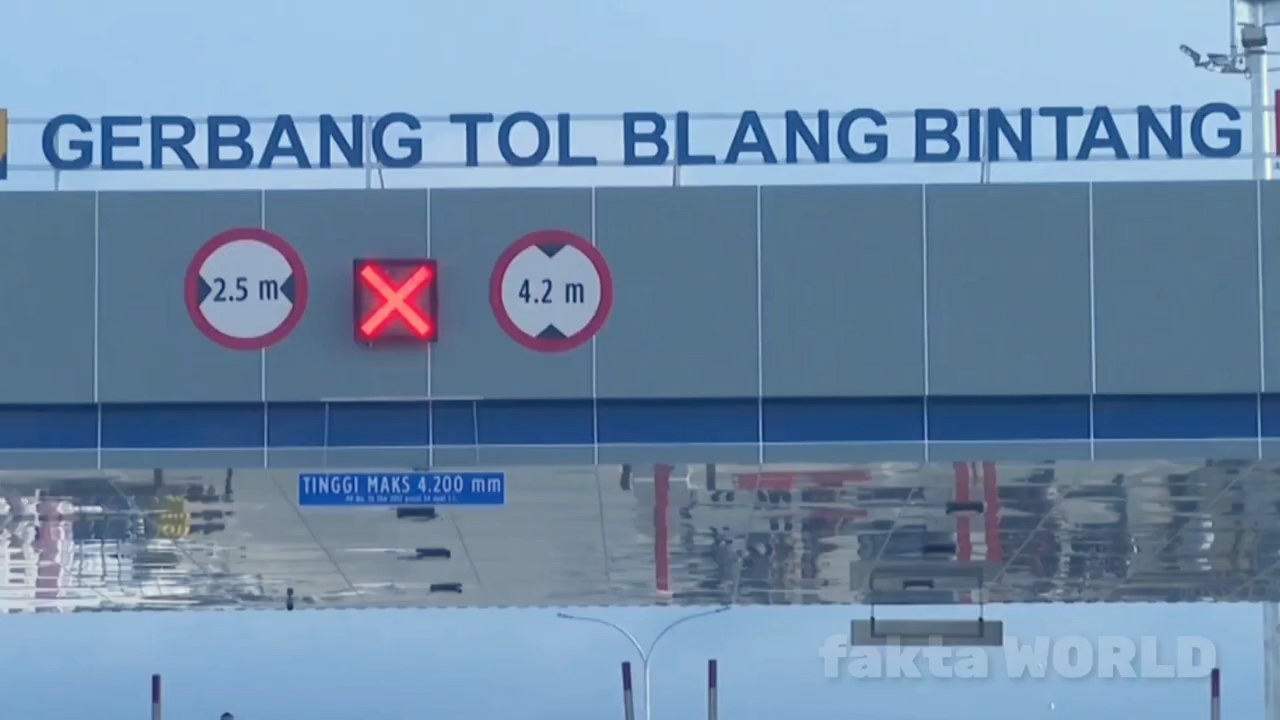 GERBANG TOL BLANG BINTANG
2.5 m
4.2 m
TINGGI MAKS 4.200 mm
fakta WORLD